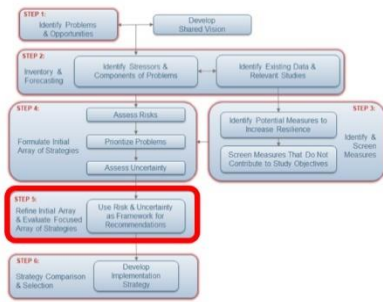 STEP 1:
Identify Problems
& Opportunities
Develop
Shared Vision
STEP 2:
Inventory &
Forecasting
Identify Stressors &
Components of Problems
Identify Existing Data &
Relevant Studies
STEP 4:
Formulate Initial
Array of Strategies
Assess Risks
Prioritize Problems
Assess Uncertainty
STEP 3:
Identify Potential Measures to
Increase Resilience
Screen Measures That Do Not
Contribute to Study Objectives
Identify &
Screen
Measures
STEP 5:
Refine Initial Array
& Evaluate Focused
Array of Strategies
Use Risk & Uncertainty
as Framework for
Recommendations
STEP 6:
Strategy Comparison
& Selection
Develop
Implementation
Strategy